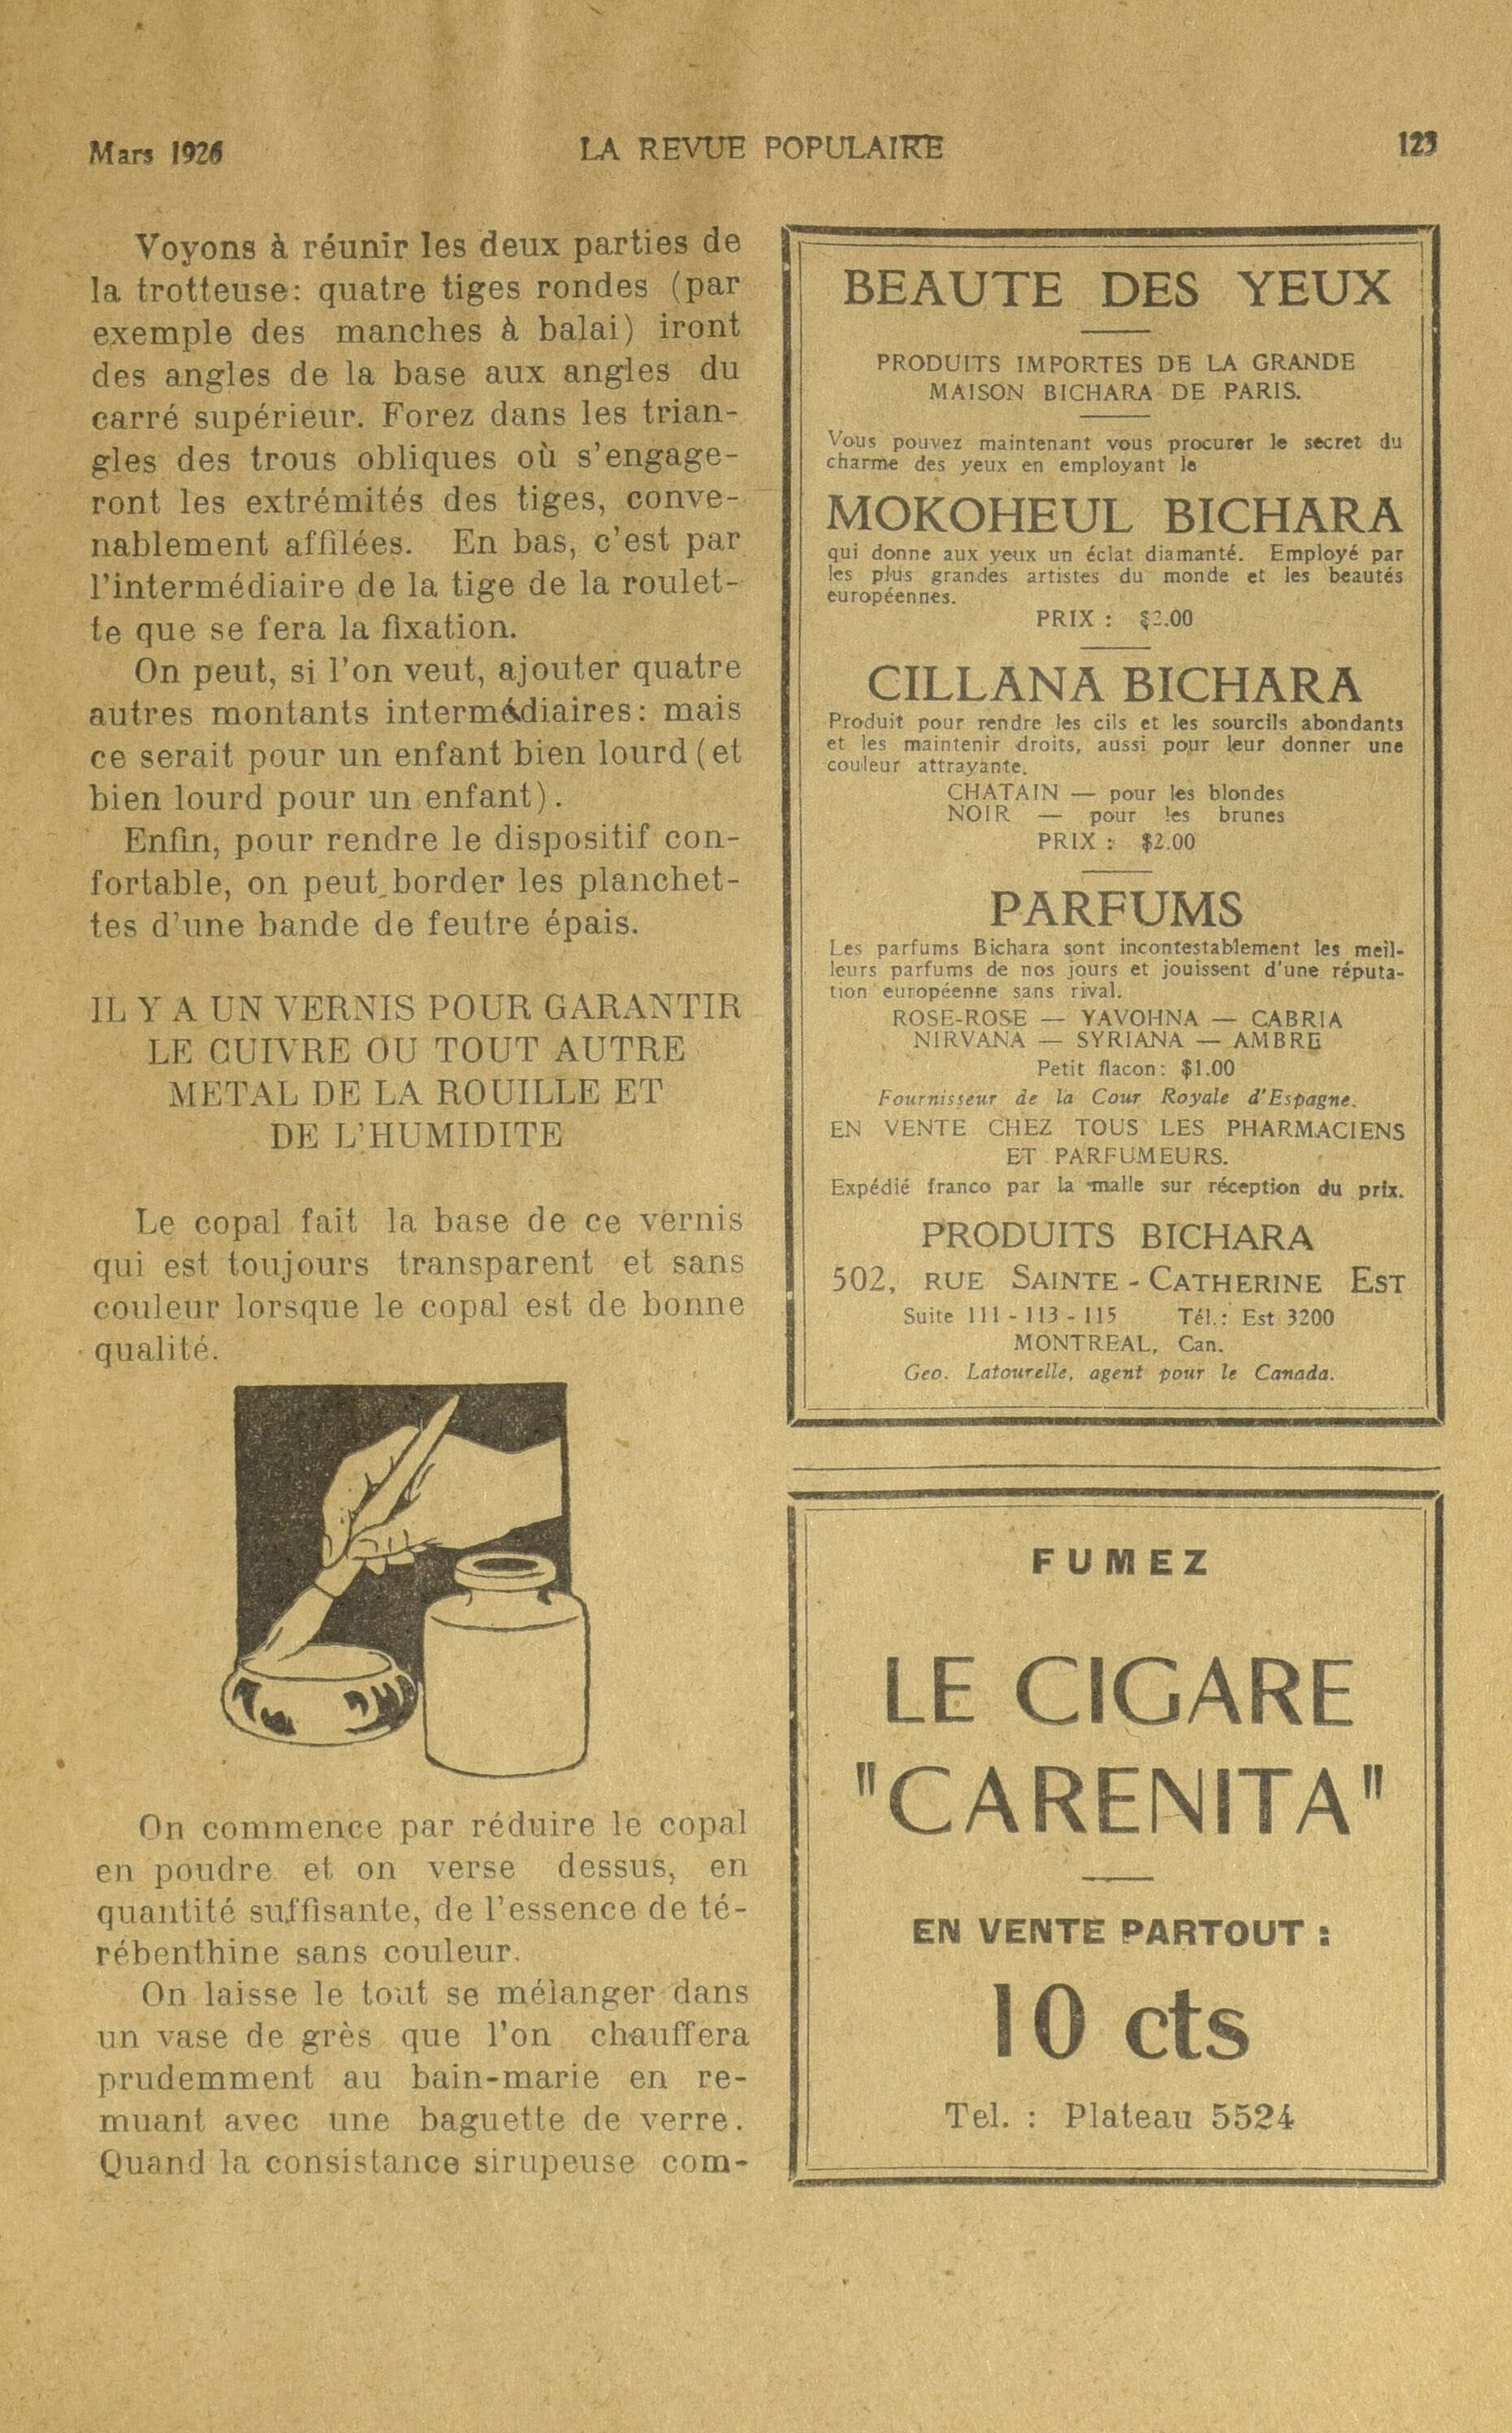 Mars 1926
LA REVUE POPULAIRE
123
Voyons à réunir les deux parties de
la trotteuse: quatre tiges rondes (par
exemple des manches à balai) iront
des angles de la base aux angles du
carré supérieur. Forez dans les trian-
gles des trous obliques où s'engage-
ront les extrémités des tiges, conve-
nablement affilées. En bas, c'est par
l'intermédiaire de la tige de la roulet-
te que se fera la fixation.
On peut, si l'on veut, ajouter quatre
autres montants intermédiaires: mais
ce serait pour un enfant bien lourd (et
bien lourd pour un enfant).
Enfin, pour rendre le dispositif con-
fortable, on peut border les planchet-
tes d'une bande de feutre épais.
IL Y A UN VERNIS POUR GARANTIR
LE CUIVRE OU TOUT AUTRE
METAL DE LA ROUILLE ET
DE L'HUMIDITE
Le copal fait la base de ce vernis
qui est toujours transparent et sans
couleur lorsque le copal est de bonne
qualité.
On commence par réduire le copal
en poudre et on verse dessus, en
quantité suffisante, de l'essence de té-
rébenthine sans couleur.
On laisse le tout se mélanger dans
un vase de grès que l'on chauffera
prudemment au bain-marie en re-
muant avec une baguette de verre.
Quand la consistance sirupeuse com-
BEAUTE DES YEUX
PRODUITS IMPORTES DE LA GRANDE
MAISON BICHARA DE PARIS.
Vous pouvez maintenant vous procurer le secret du
charme des yeux en employant le
MOKOHEUL BICHARA
qui donne aux yeux un éclat diamanté. Employé par
les plus grandes artistes du monde et les beautés
européennes.
PRIX : $2.00
CILLANA BICHARA
Produit pour rendre les cils et les sourcils abondants
et les maintenir droits, aussi pour leur donner une
couleur attrayante.
CHATAIN — pour les blondes
NOIR — pour les brunes
PRIX : $2.00
PARFUMS
Les parfums Bichara sont incontestablement les meil-
leurs parfums de nos jours et jouissent d'une réputa-
tion européenne sans rival.
ROSE-ROSE — YAVOHNA — CABRIA
NIRVANA — SYRIANA — AMBRE
Petit flacon: $1.00
Fournisseur de la Cour Royale d'Espagne.
EN VENTE CHEZ TOUS LES PHARMACIENS
ET PARFUMEURS.
Expédié franco par la malle sur réception du prix.
PRODUITS BICHARA
502, RUE SAINTE-CATHERINE EST
Suite 111 - 113 - 115 Tél.: Est 3200
MONTREAL, Can.
Geo. Latourelle, agent pour le Canada.
FUMEZ
LE CIGARE
"CARENITA"
EN VENTE PARTOUT :
10 cts
Tel. : Plateau 5524